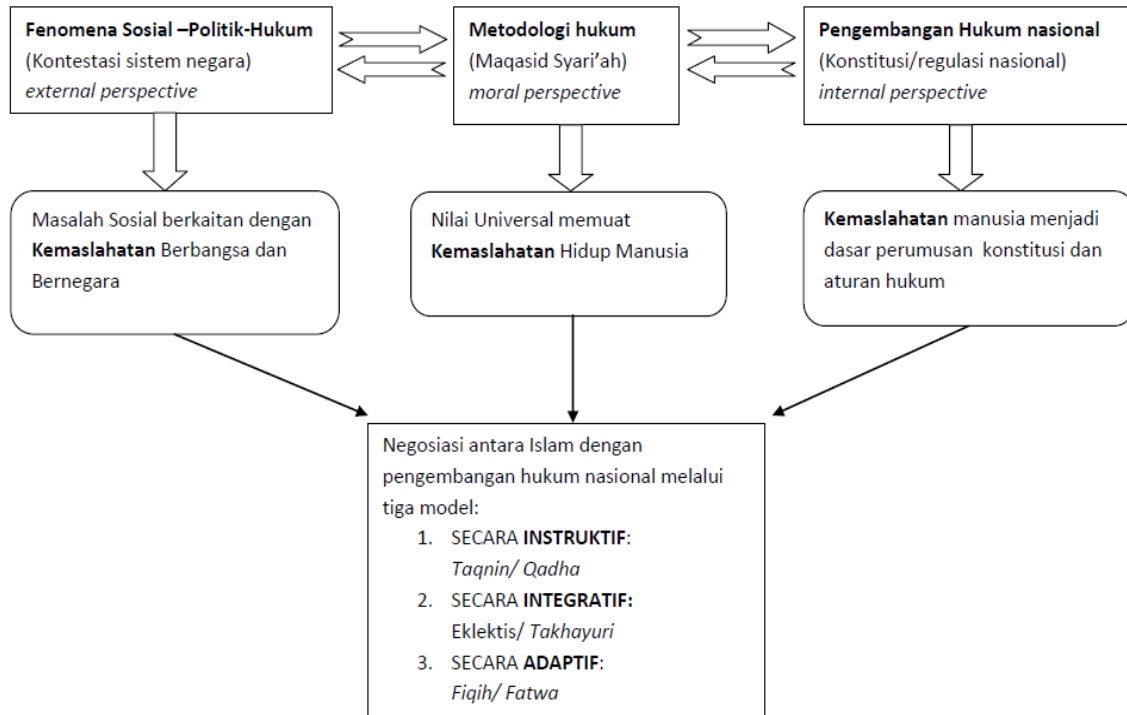 Fenomena Sosial –Politik-Hukum
(Kontestasi sistem negara)
external perspective
Metodologi hukum
(Maqasid Syari’ah)
moral perspective
Pengembangan Hukum nasional
(Konstitusi/regulasi nasional)
internal perspective
Masalah Sosial berkaitan dengan
Kemaslahatan Berbangsa dan
Bernegara
Nilai Universal memuat
Kemaslahatan Hidup Manusia
Kemaslahatan manusia menjadi
dasar perumusan konstitusi dan
aturan hukum
Negosiasi antara Islam dengan
pengembangan hukum nasional melalui
tiga model:
1. SECARA INSTRUKTIF:
Taqnin/ Qadha
2. SECARA INTEGRATIF:
Eklektis/ Takhayuri
3. SECARA ADAPTIF:
Fiqih/ Fatwa